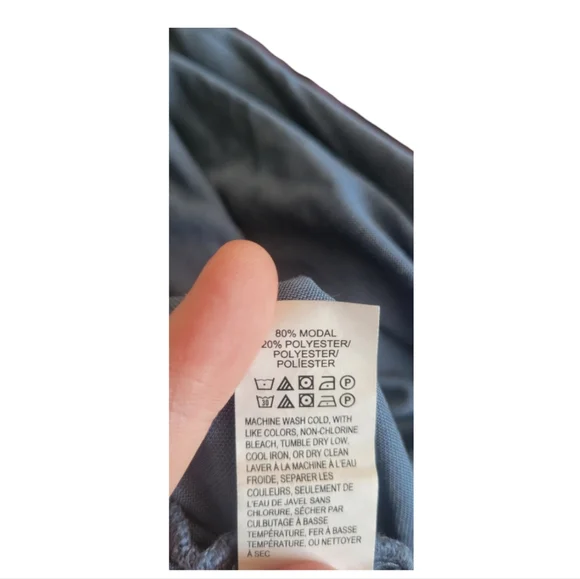 80% MODAL
20% POLYESTER/
POLYESTER/
POLÍESTER
P
30 P
MACHINE WASH COLD, WITH
LIKE COLORS, NON-CHLORINE
BLEACH, TUMBLE DRY LOW,
COOL IRON, OR DRY CLEAN
LAVER À LA MACHINE À L'EAU
FROIDE, SEPARER LES
COULEURS, SEULEMENT DE
L'EAU DE JAVEL SANS
CHLORURE, SÉCHER PAR
CULBUTAGE À BASSE
TEMPÉRATURE, FER À BASSE
TEMPÉRATURE, OU NETTOYER
À SEC